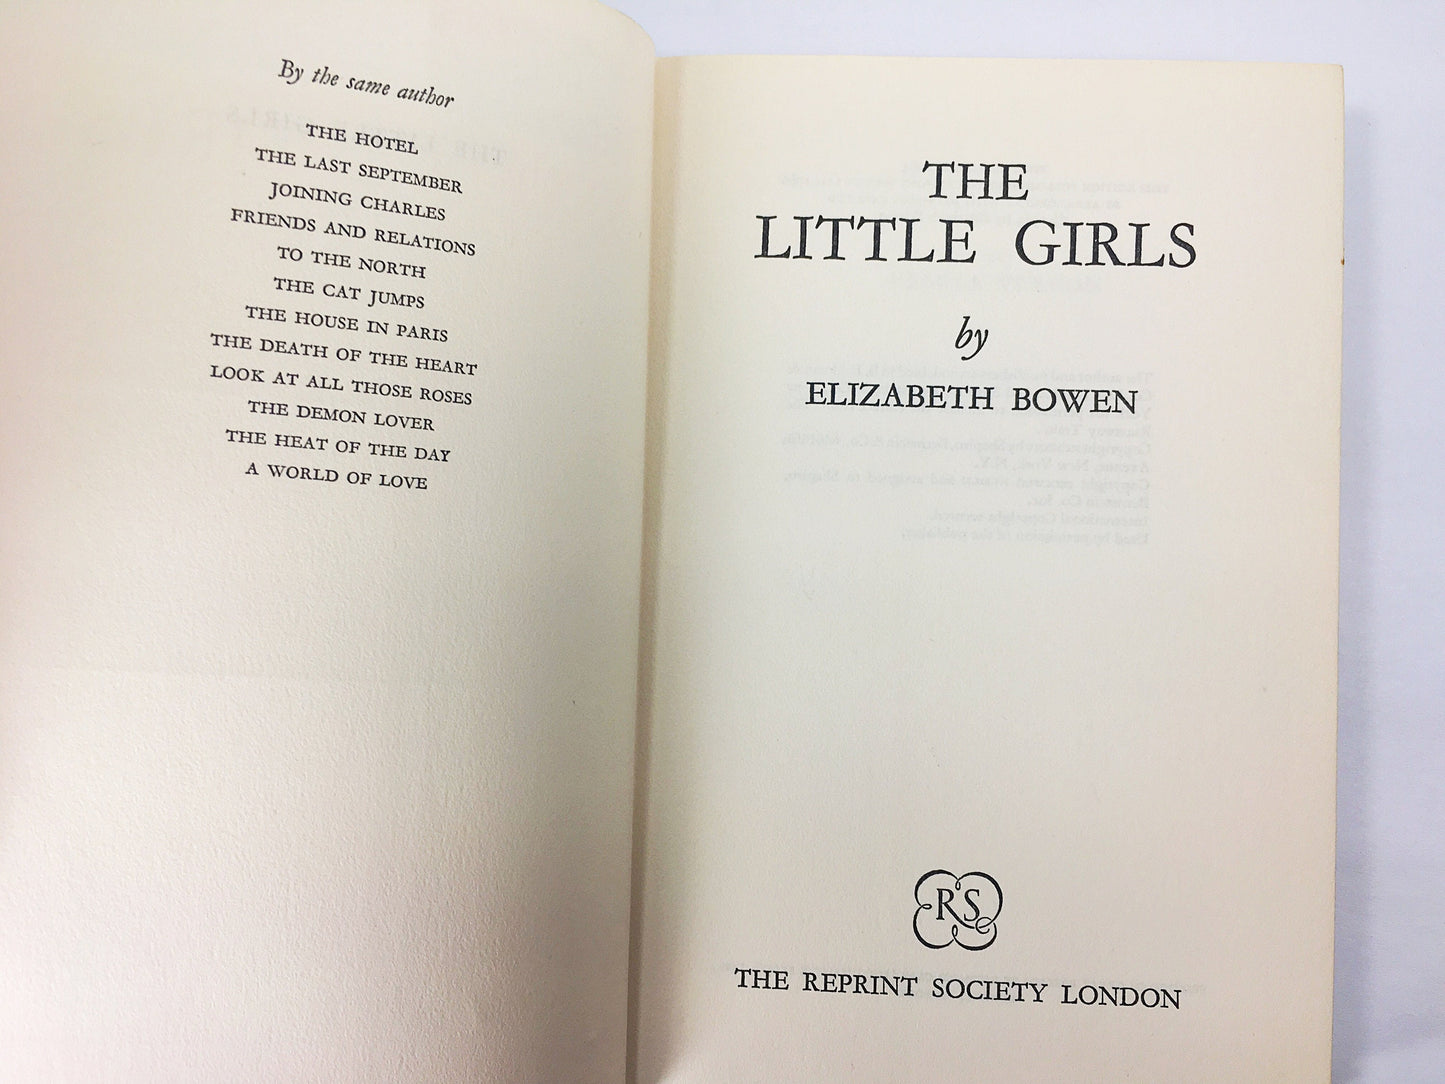 By the same author
THE HOTEL
THE LAST SEPTEMBER
JOINING CHARLES
FRIENDS AND RELATIONS
TO THE NORTH
THE CAT JUMPS
THE HOUSE IN PARIS
THE DEATH OF THE HEART
LOOK AT ALL THOSE ROSES
THE DEMON LOVER
THE HEAT OF THE DAY
A WORLD OF LOVE
THE
LITTLE GIRLS
by
ELIZABETH BOWEN
RS
THE REPRINT SOCIETY LONDON